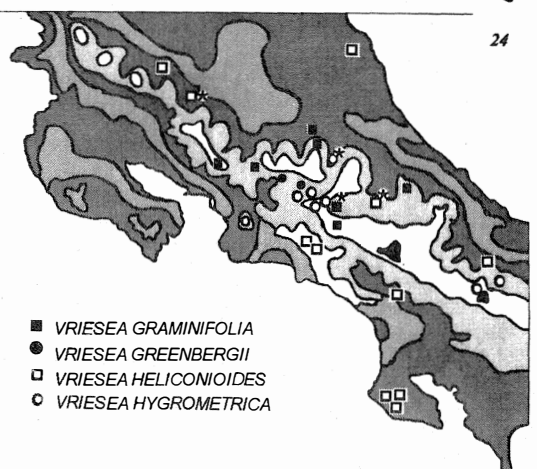 24
VRIESEA GRAMINIFOLIA
VRIESEA GREENBERGII
VRIESEA HELICONIOIDES
VRIESEA HYGROMETRICA